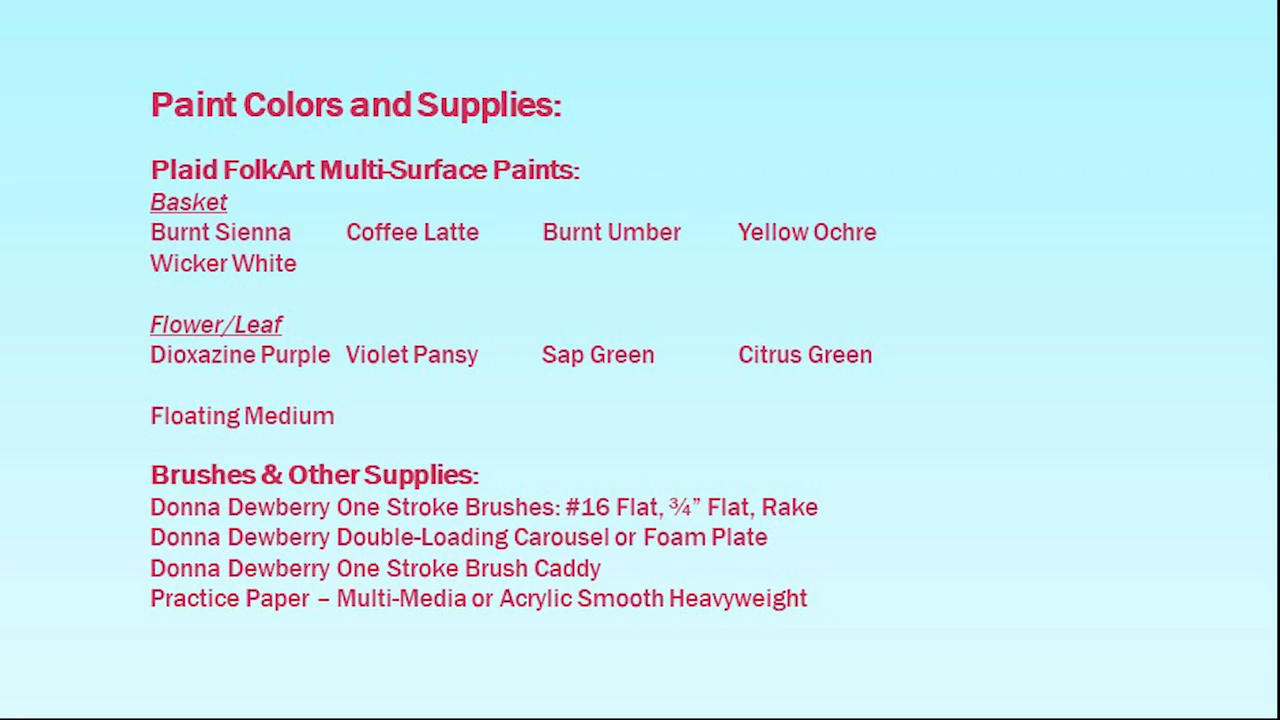 Paint Colors and Supplies:
Plaid FolkArt Multi-Surface Paints:
Basket
Burnt Sienna Coffee Latte Burnt Umber Yellow Ochre
Wicker White
Flower/Leaf
Dioxazine Purple Violet Pansy Sap Green Citrus Green
Floating Medium
Brushes & Other Supplies:
Donna Dewberry One Stroke Brushes: #16 Flat, ¾” Flat, Rake
Donna Dewberry Double-Loading Carousel or Foam Plate
Donna Dewberry One Stroke Brush Caddy
Practice Paper – Multi-Media or Acrylic Smooth Heavyweight